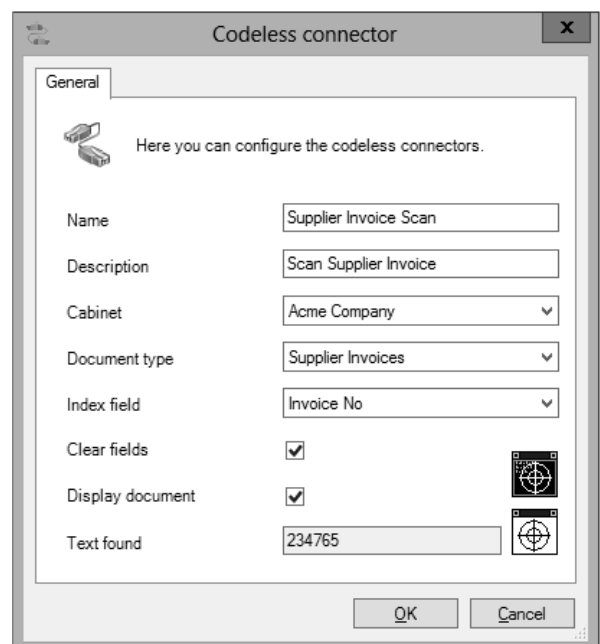 Codeless connector
x
General
Here you can configure the codeless connectors.
Name Supplier Invoice Scan
Description Scan Supplier Invoice
Cabinet Acme Company
Document type Supplier Invoices
Index field Invoice No
Clear fields
Display document
Text found 234765
OK Cancel